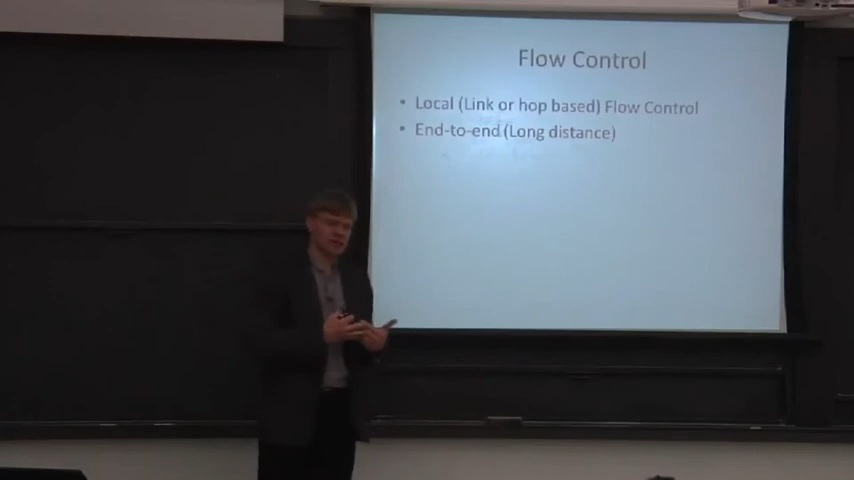 Flow Control
• Local (Link or hop based) Flow Control
• End-to-end (Long distance)